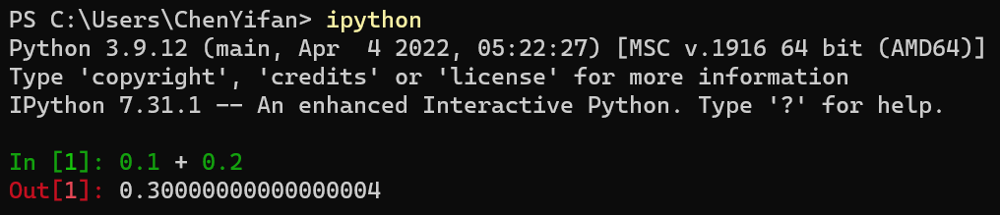 PS C:\Users\ChenYifan> ipython
Python 3.9.12 (main, Apr  4 2022, 05:22:27) [MSC v.1916 64 bit (AMD64)]
Type 'copyright', 'credits' or 'license' for more information
IPython 7.31.1 -- An enhanced Interactive Python. Type '?' for help.

In [1]: 0.1 + 0.2
Out[1]: 0.30000000000000004